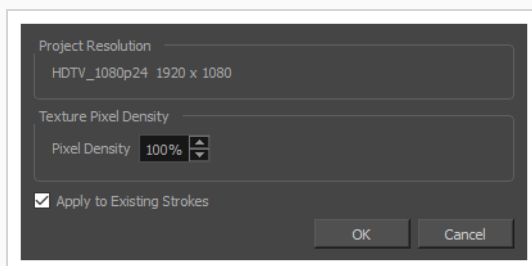 Project Resolution
HDTV_1080p24 1920 x 1080
Texture Pixel Density
Pixel Density 100%
Apply to Existing Strokes
OK Cancel